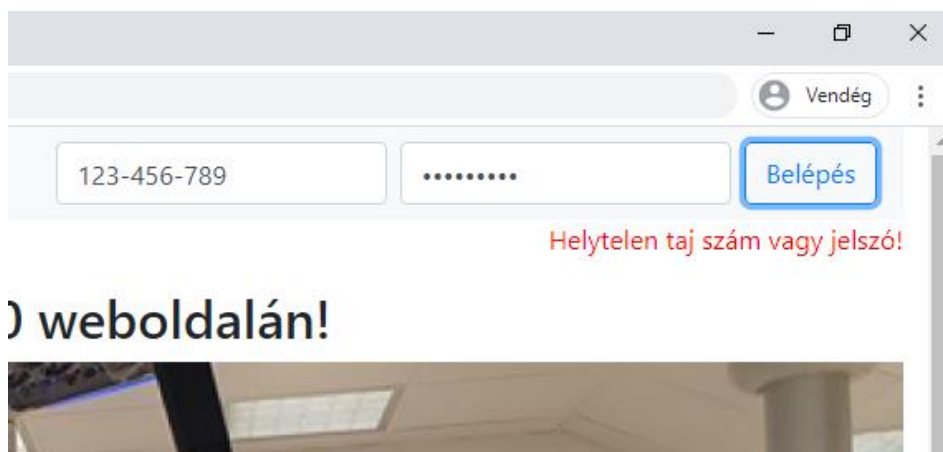 Vendég
123-456-789 ••••••••• Belépés
Helytelen taj szám vagy jelszó!
weboldalán!